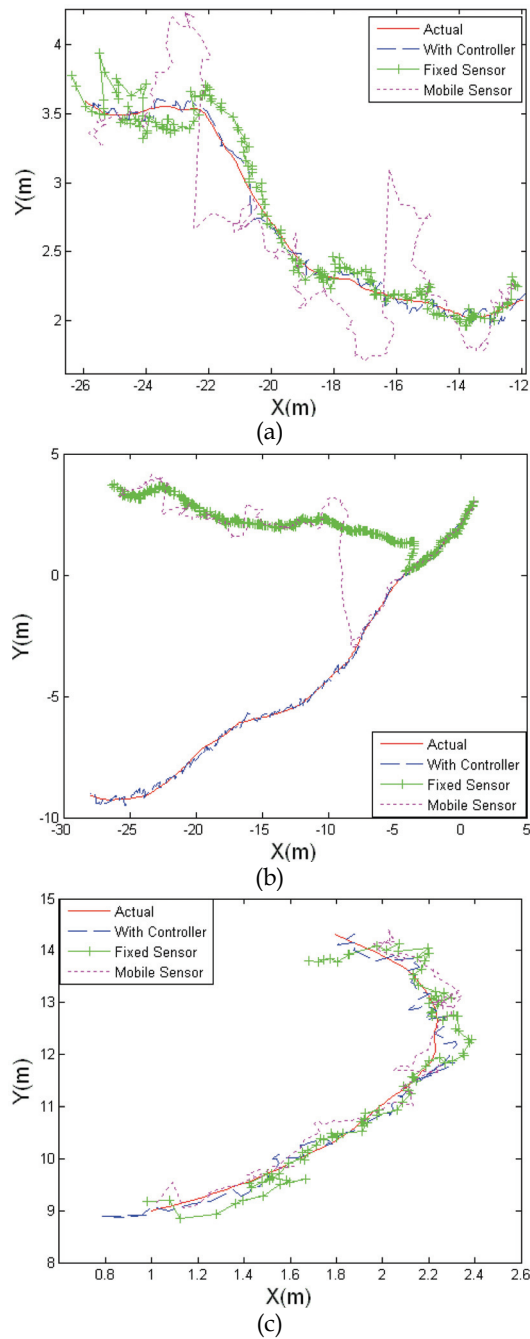 4
3.5
3
2.5
2
Y(m)
-26
-24
-22
-20
-18
-16
-14
-12
X(m)
Actual
With Controller
Fixed Sensor
Mobile Sensor
(a)
5
0
-5
-10
Y(m)
-30
-25
-20
-15
-10
-5
0
5
X(m)
Actual
With Controller
Fixed Sensor
Mobile Sensor
(b)
15
14
13
12
11
10
9
8
Y(m)
0.8
1
1.2
1.4
1.6
1.8
2
2.2
2.4
2.6
X(m)
Actual
With Controller
Fixed Sensor
Mobile Sensor
(c)